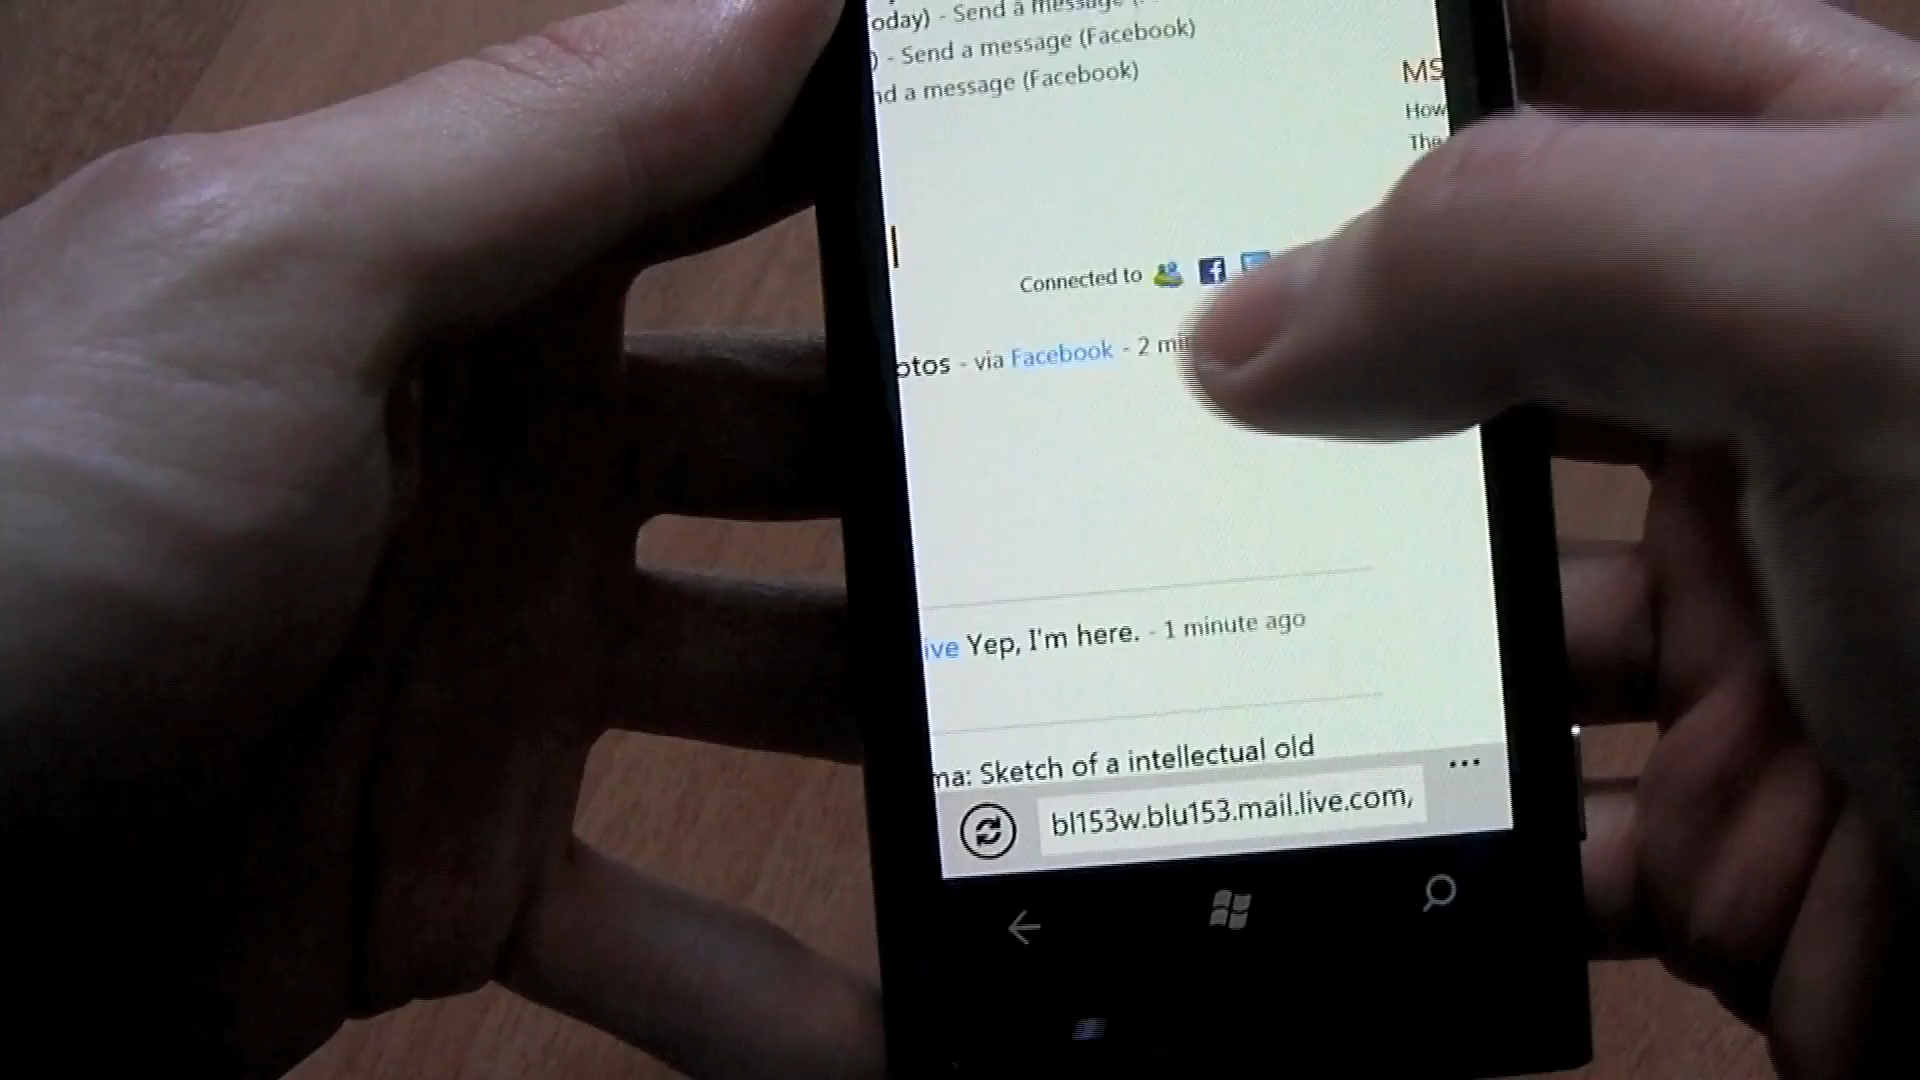 oday) - Send a message
) - Send a message (Facebook)
nd a message (Facebook)
MS
How
The
Connected to
otos - via Facebook - 2 mi
ive Yep, I'm here. - 1 minute ago
ma: Sketch of a intellectual old
bl153w.blu153.mail.live.com,